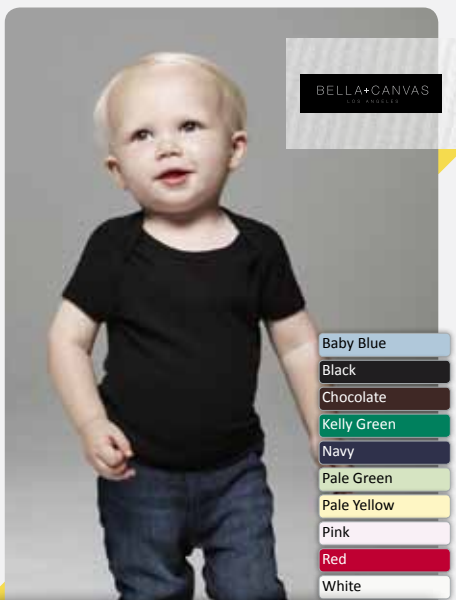 BELLA+CANVAS
LOS ANGELES
Baby Blue
Black
Chocolate
Kelly Green
Navy
Pale Green
Pale Yellow
Pink
Red
White